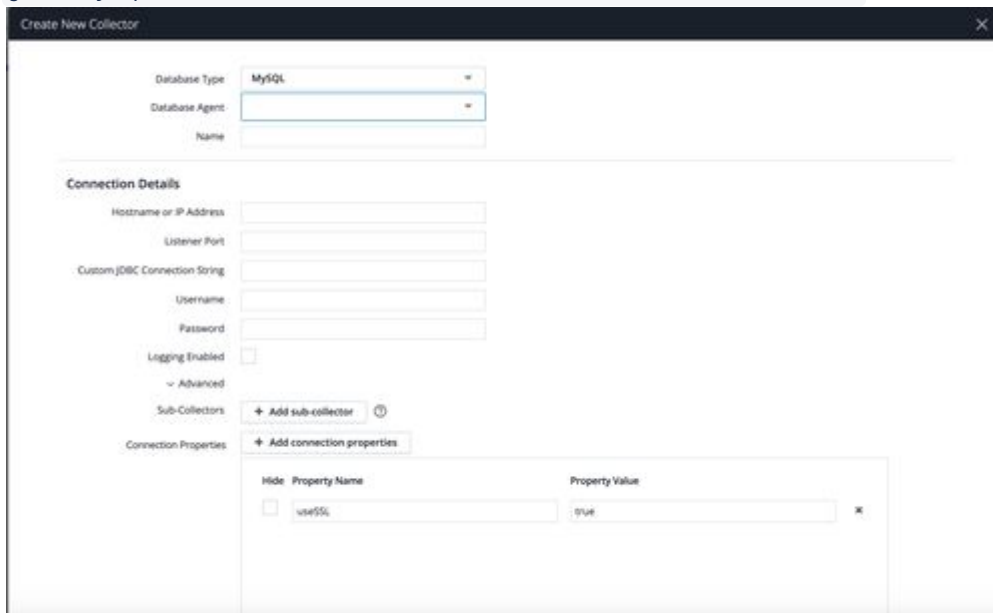 Create New Collector
Database Type MySQL
Database Agent
Name
Connection Details
Hostname or IP Address
Listener Port
Custom JDBC Connection String
Username
Password
Logging Enabled
Advanced
Sub-Collectors + Add sub-collector ?
Connection Properties + Add connection properties
Hide Property Name Property Value
useSSL true